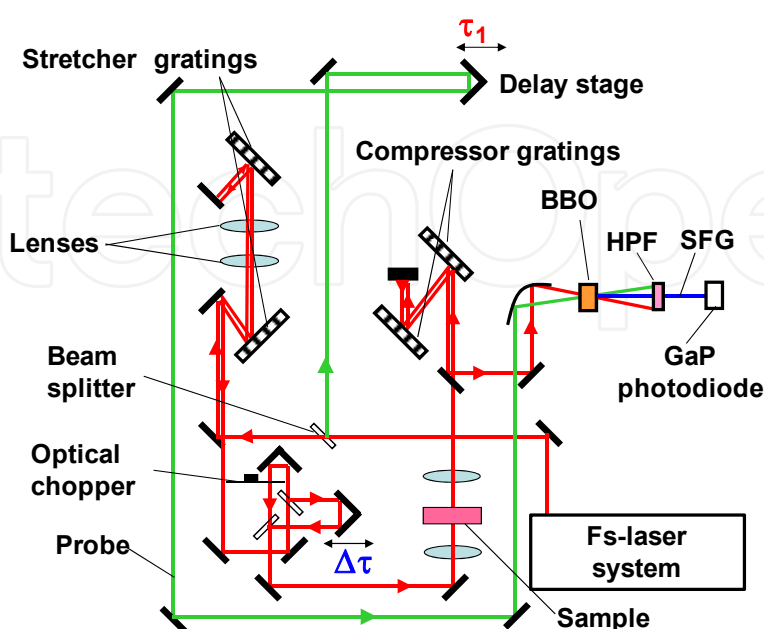 τ1
Stretcher gratings
Delay stage
Compressor gratings
BBO
HPF SFG
Lenses
GaP
photodiode
Beam
splitter
Optical
chopper
Probe
Δτ
Fs-laser
system
Sample
techOpe